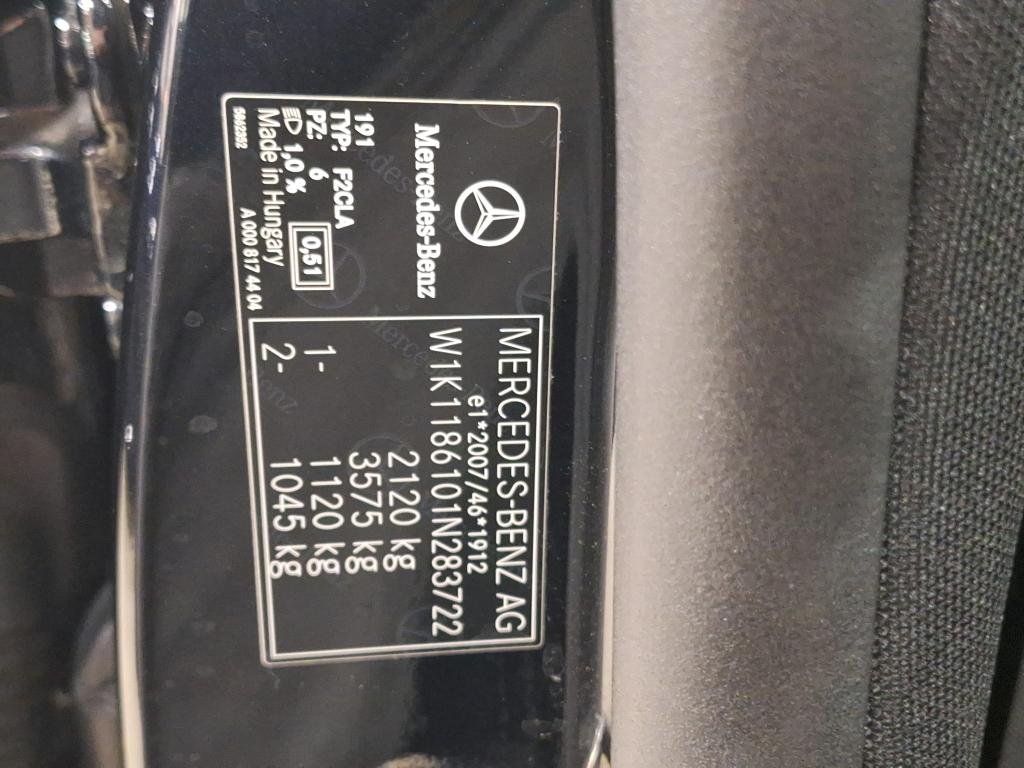 Mercedes-Benz
191
TYP: F2CLA
PZ: 6
1,0 % 0,51
Made in Hungary
A 000 817 44 04
MERCEDES-BENZ AG
e1*2007/46*1912
W1K1186101N283722
2120 kg
3575 kg
1- 1120 kg
2- 1045 kg